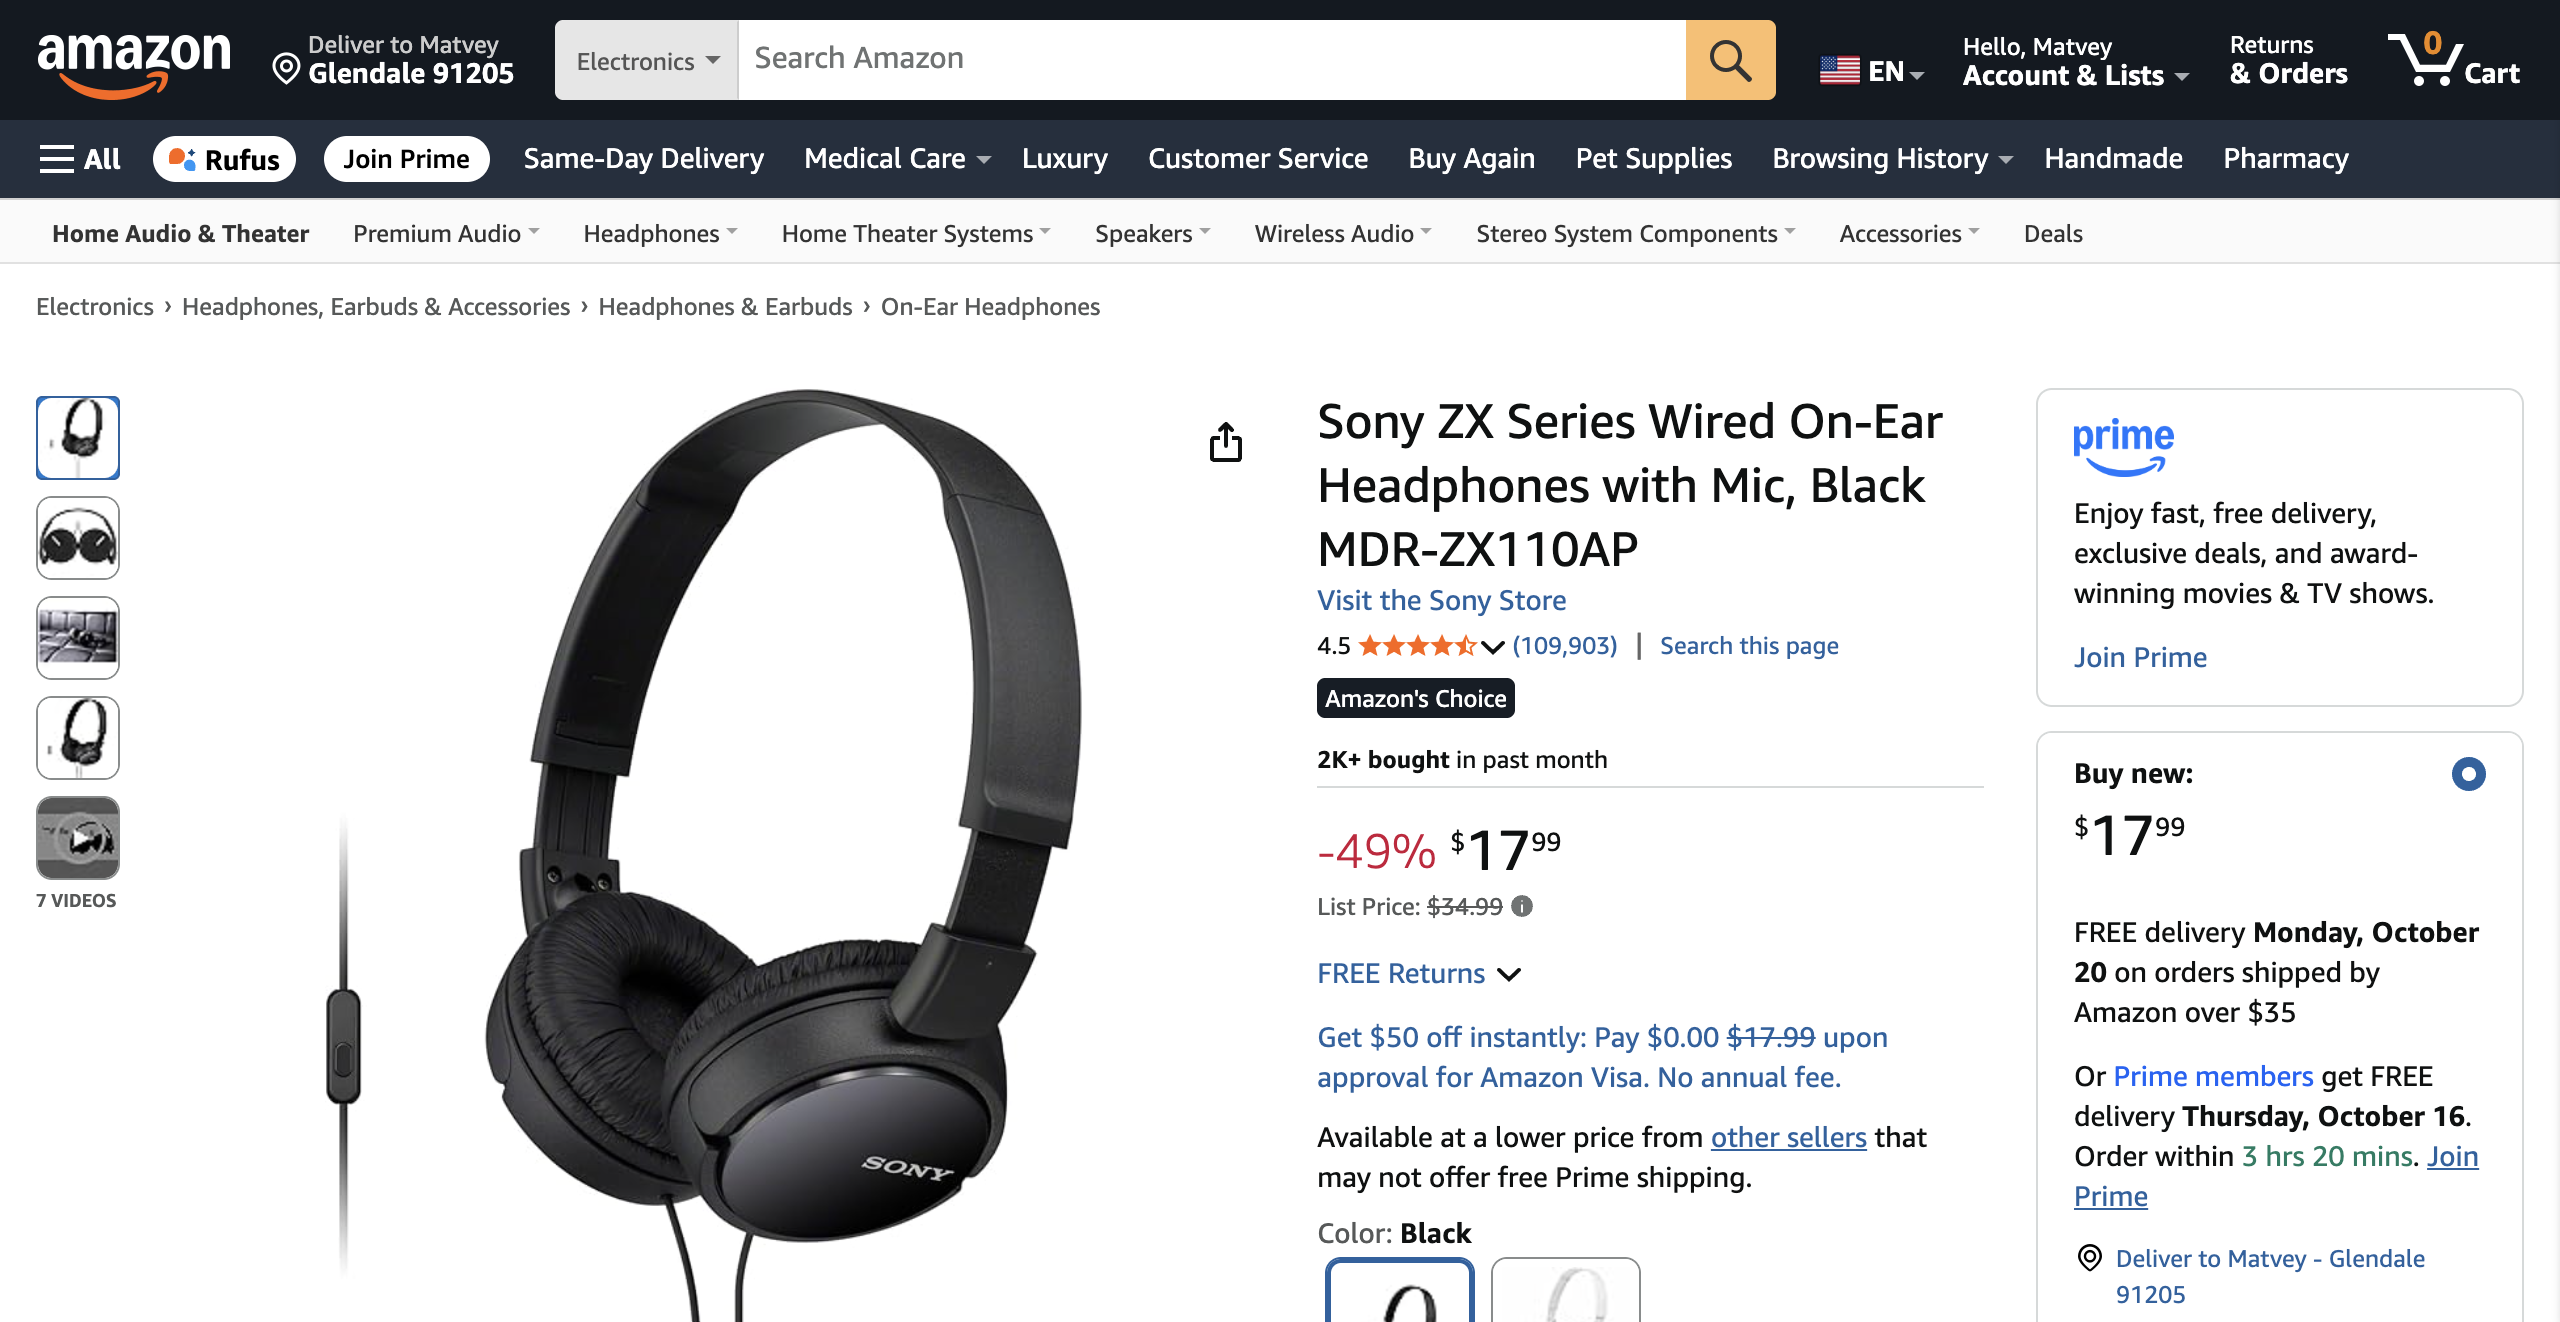 amazon
Deliver to Matvey
Glendale 91205
Electronics
Search Amazon
EN
Hello, Matvey
Account & Lists
Returns
& Orders
0
Cart
All
Rufus
Join Prime
Same-Day Delivery
Medical Care
Luxury
Customer Service
Buy Again
Pet Supplies
Browsing History
Handmade
Pharmacy
Home Audio & Theater
Premium Audio
Headphones
Home Theater Systems
Speakers
Wireless Audio
Stereo System Components
Accessories
Deals
Electronics › Headphones, Earbuds & Accessories › Headphones & Earbuds › On-Ear Headphones
7 VIDEOS
SONY
Sony ZX Series Wired On-Ear
Headphones with Mic, Black
MDR-ZX110AP
Visit the Sony Store
4.5 (109,903) | Search this page
Amazon's Choice
2K+ bought in past month
-49% $17.99
List Price: $34.99
FREE Returns
Get $50 off instantly: Pay $0.00 $17.99 upon
approval for Amazon Visa. No annual fee.
Available at a lower price from other sellers that
may not offer free Prime shipping.
Color: Black
prime
Enjoy fast, free delivery,
exclusive deals, and award-
winning movies & TV shows.
Join Prime
Buy new:
$17.99
FREE delivery Monday, October
20 on orders shipped by
Amazon over $35
Or Prime members get FREE
delivery Thursday, October 16.
Order within 3 hrs 20 mins. Join
Prime
Deliver to Matvey - Glendale
91205